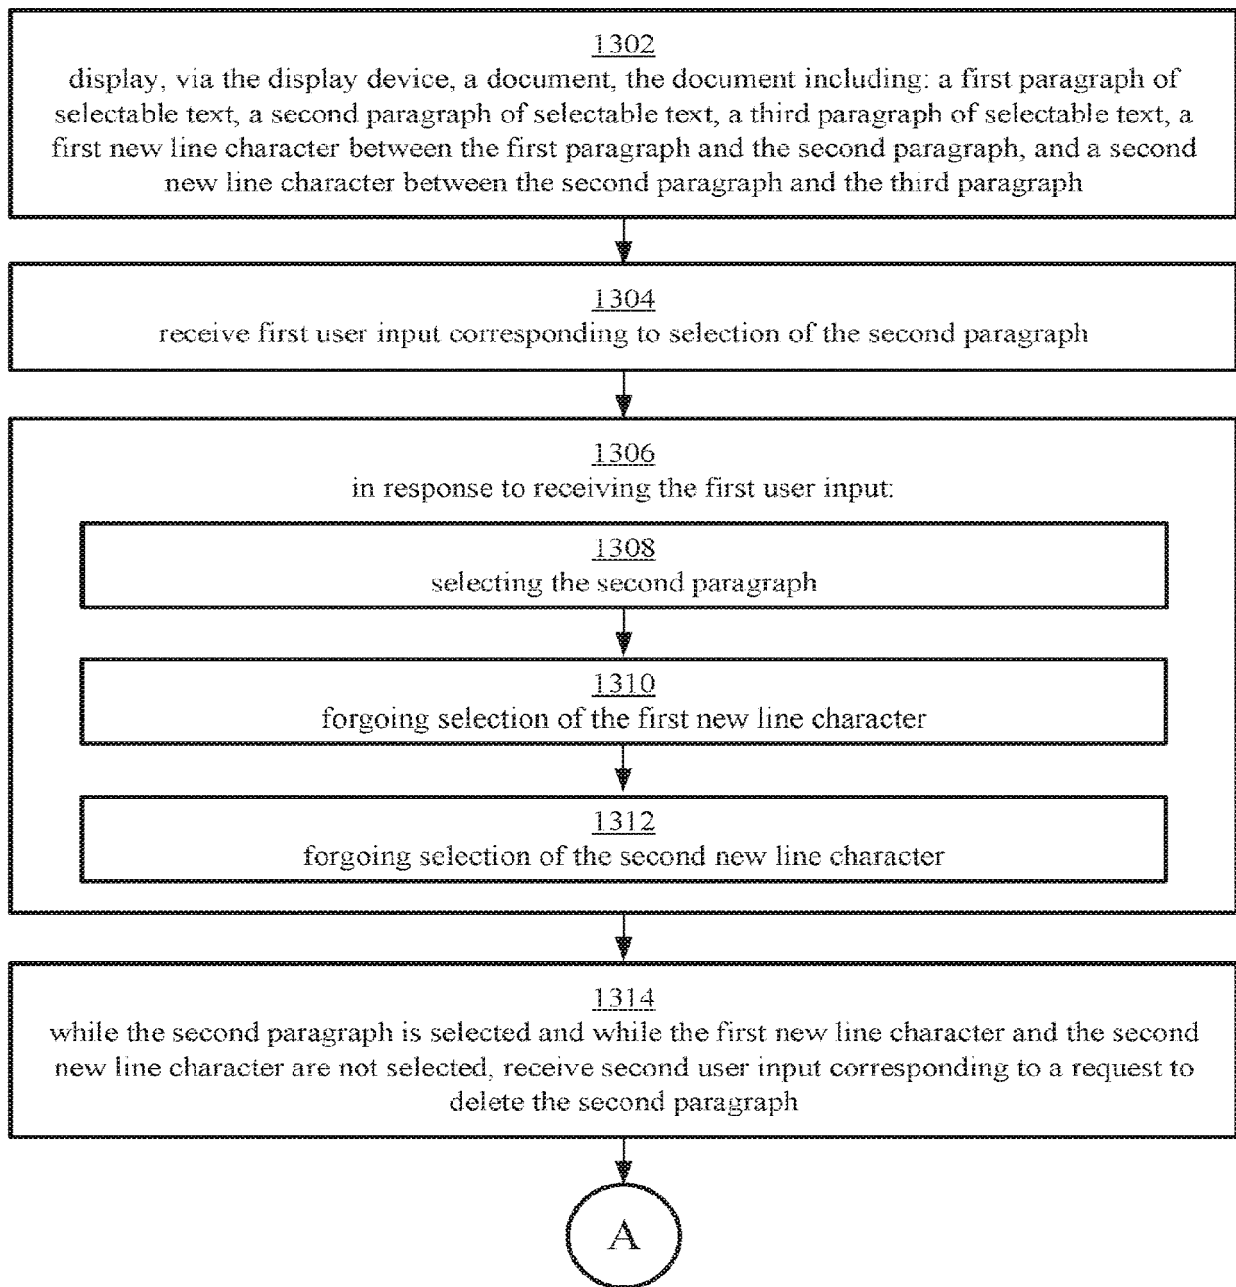 1302
display, via the display device, a document, the document including: a first paragraph of
selectable text, a second paragraph of selectable text, a third paragraph of selectable text, a
first new line character between the first paragraph and the second paragraph, and a second
new line character between the second paragraph and the third paragraph
1304
receive first user input corresponding to selection of the second paragraph
1306
in response to receiving the first user input:
1308
selecting the second paragraph
1310
forgoing selection of the first new line character
1312
forgoing selection of the second new line character
1314
while the second paragraph is selected and while the first new line character and the second
new line character are not selected, receive second user input corresponding to a request to
delete the second paragraph
A